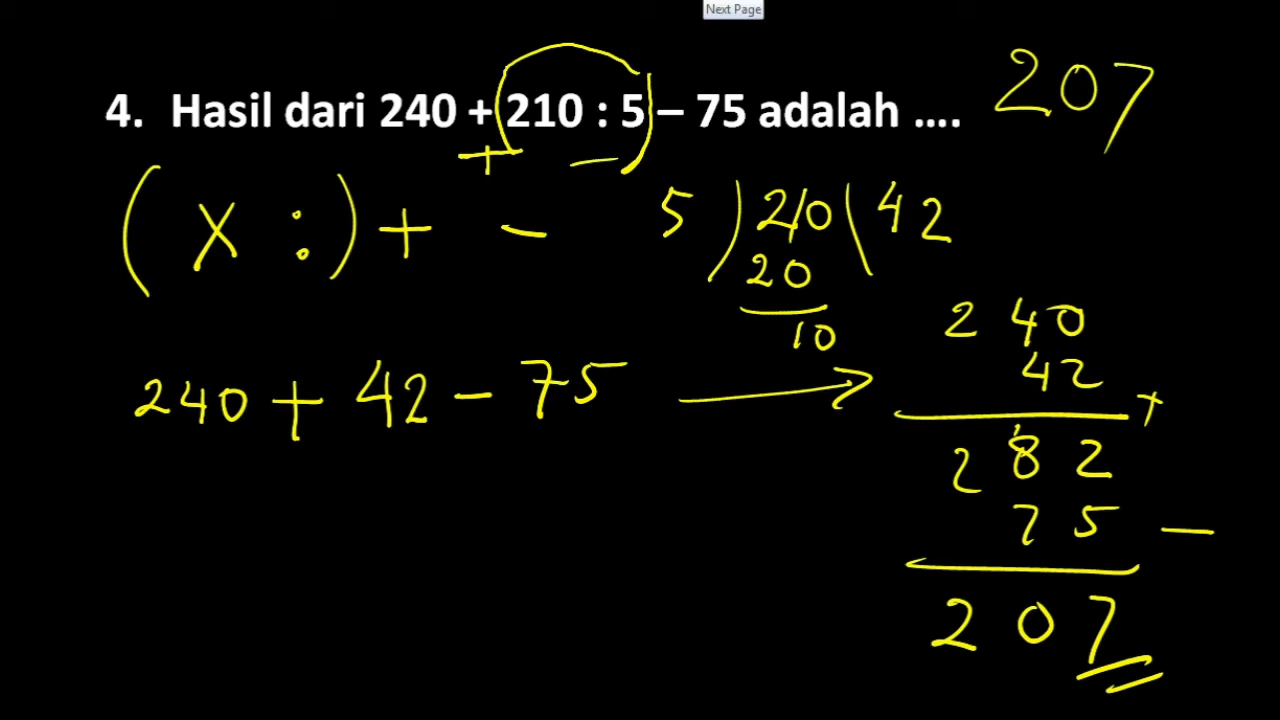 Next Page
4. Hasil dari 240 + 210 : 5 – 75 adalah ....
207
+ −
( x : ) + −
5 ) 210 ( 42
20
10
240 + 42 − 75 →
240
42 +
282
75 −
207